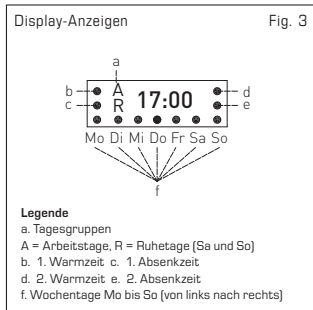 Display-Anzeigen Fig. 3
a
b A d
c R 17:00 e
Mo Di Mi Do Fr Sa So
f
Legende
a. Tagesgruppen
A = Arbeitstage, R = Ruhetage (Sa und So)
b. 1. Warmzeit c. 1. Absenkzeit
d. 2. Warmzeit e. 2. Absenkzeit
f. Wochentage Mo bis So (von links nach rechts)